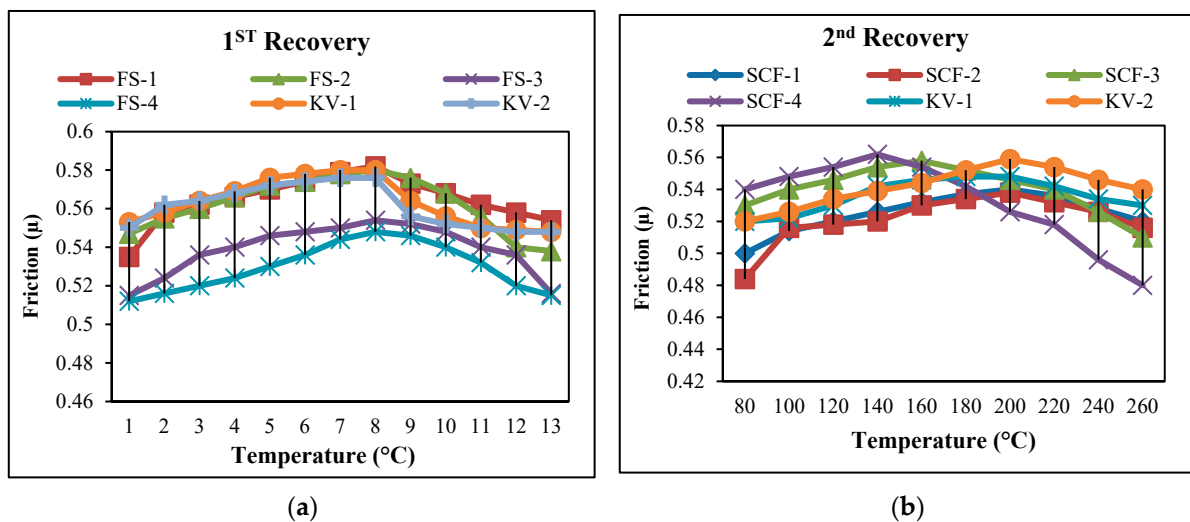 1ST Recovery
FS-1 FS-2 FS-3
FS-4 KV-1 KV-2
0.6
0.58
0.56
0.54
0.52
0.5
0.48
0.46
Friction (μ)
1 2 3 4 5 6 7 8 9 10 11 12 13
Temperature (°C)
(a)
2nd Recovery
SCF-1 SCF-2 SCF-3
SCF-4 KV-1 KV-2
0.58
0.56
0.54
0.52
0.5
0.48
0.46
0.44
0.42
Friction (μ)
80 100 120 140 160 180 200 220 240 260
Temperature (°C)
(b)